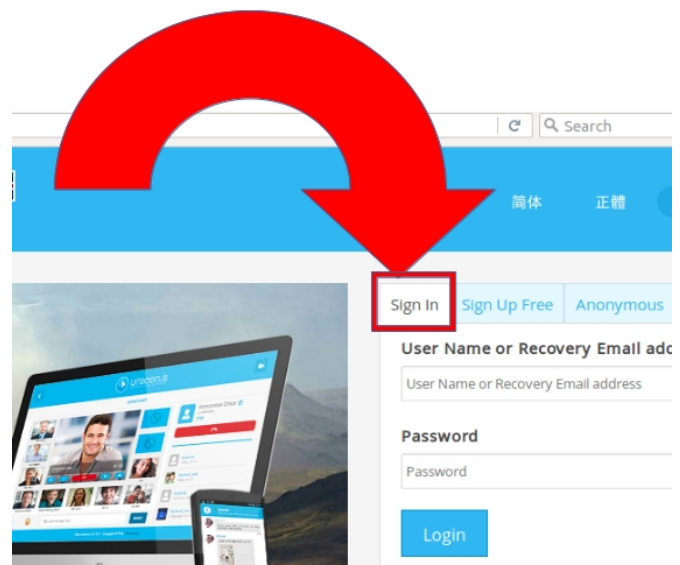 Search
简体
正體
Sign In
Sign Up Free
Anonymous
User Name or Recovery Email add
User Name or Recovery Email address
Password
Password
Login